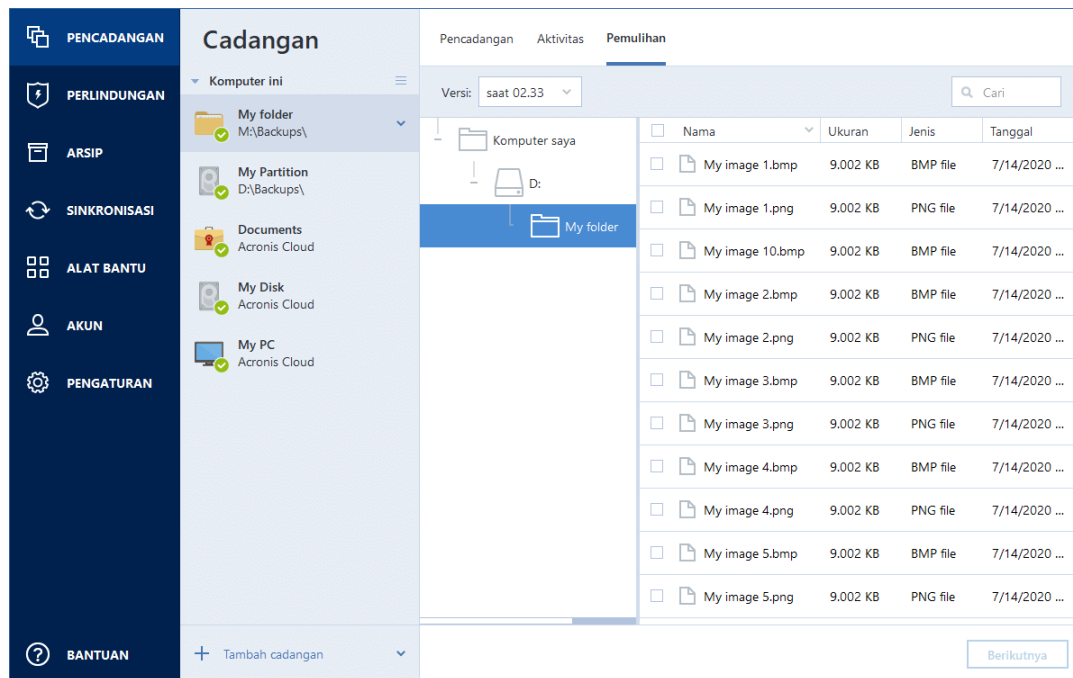 PENCADANGAN
PERLINDUNGAN
ARSIP
SINKRONISASI
ALAT BANTU
AKUN
PENGATURAN
BANTUAN
Cadangan
Komputer ini
My folder
M:\Backups\
My Partition
D:\Backups\
Documents
Acronis Cloud
My Disk
Acronis Cloud
My PC
Acronis Cloud
Tambah cadangan
Pencadangan Aktivitas Pemulihan
Versi: saat 02.33
Cari
Komputer saya
D:
My folder
Nama Ukuran Jenis Tanggal
My image 1.bmp 9.002 KB BMP file 7/14/2020 ...
My image 1.png 9.002 KB PNG file 7/14/2020 ...
My image 10.bmp 9.002 KB BMP file 7/14/2020 ...
My image 2.bmp 9.002 KB BMP file 7/14/2020 ...
My image 2.png 9.002 KB PNG file 7/14/2020 ...
My image 3.bmp 9.002 KB BMP file 7/14/2020 ...
My image 3.png 9.002 KB PNG file 7/14/2020 ...
My image 4.bmp 9.002 KB BMP file 7/14/2020 ...
My image 4.png 9.002 KB PNG file 7/14/2020 ...
My image 5.bmp 9.002 KB BMP file 7/14/2020 ...
My image 5.png 9.002 KB PNG file 7/14/2020 ...
Berikutnya